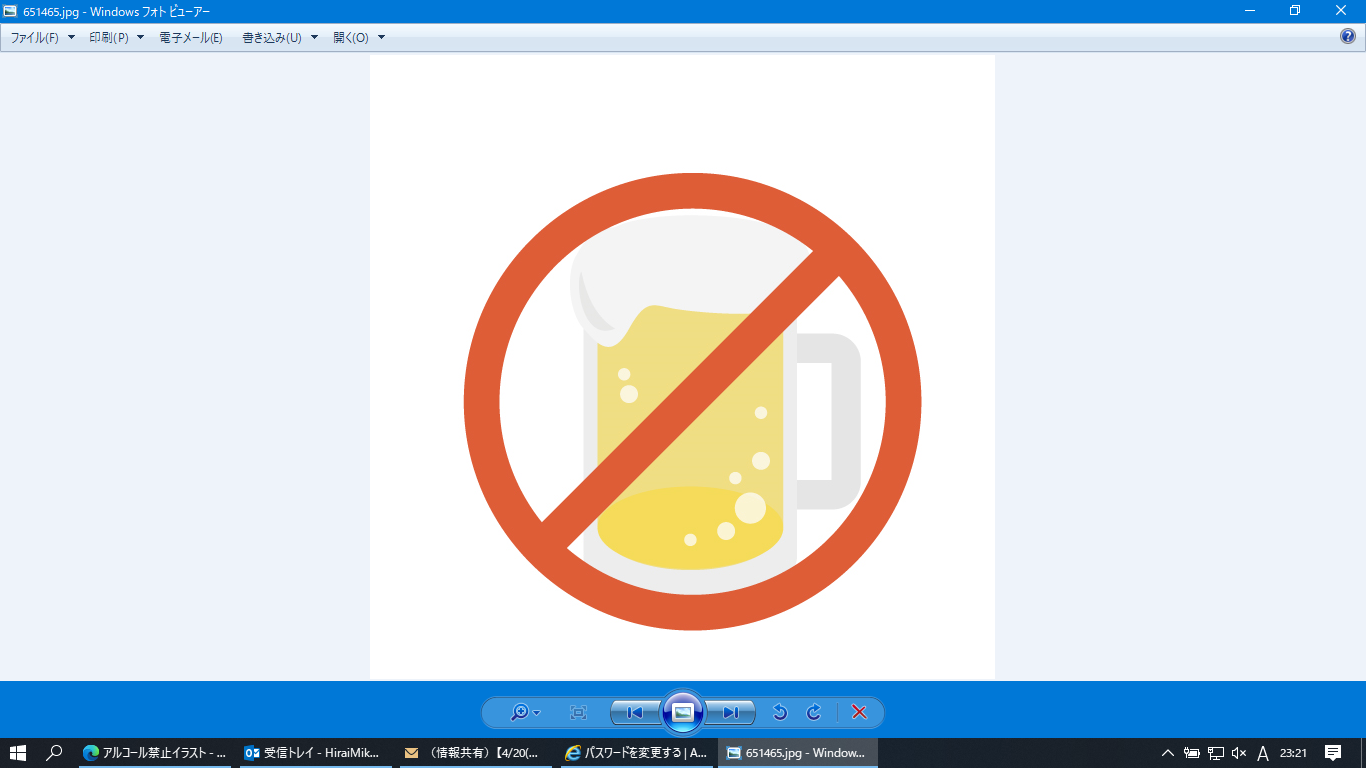 651465.jpg - Windows フォト ビューアー
ファイル(F) 印刷(P) 電子メール(E) 書き込み(U) 開く(O)
アルコール禁止イラスト - ... 受信トレイ - HiraiMik... （情報共有）【4/20(... パスワードを変更する | A... 651465.jpg - Window... A 23:21